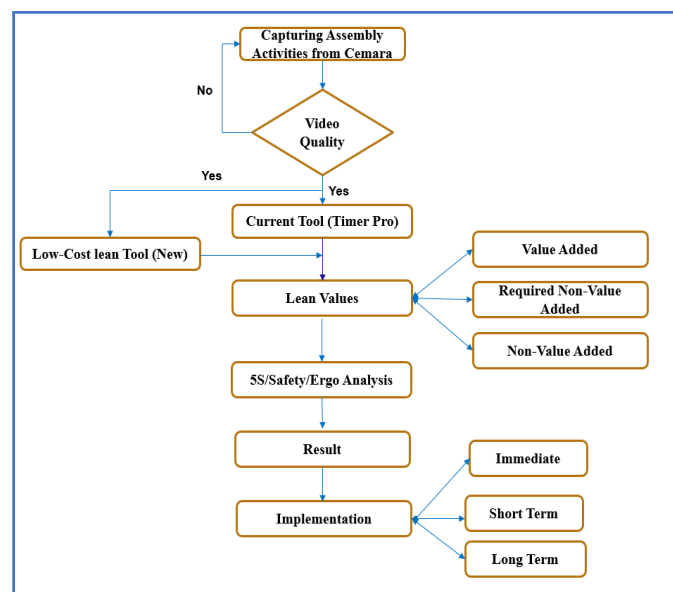 Capturing Assembly
Activities from Cemara
No
Video
Quality
Yes
Yes
Current Tool (Timer Pro)
Low-Cost lean Tool (New)
Value Added
Lean Values
Required Non-Value
Added
Non-Value Added
5S/Safety/Ergo Analysis
Result
Immediate
Implementation
Short Term
Long Term